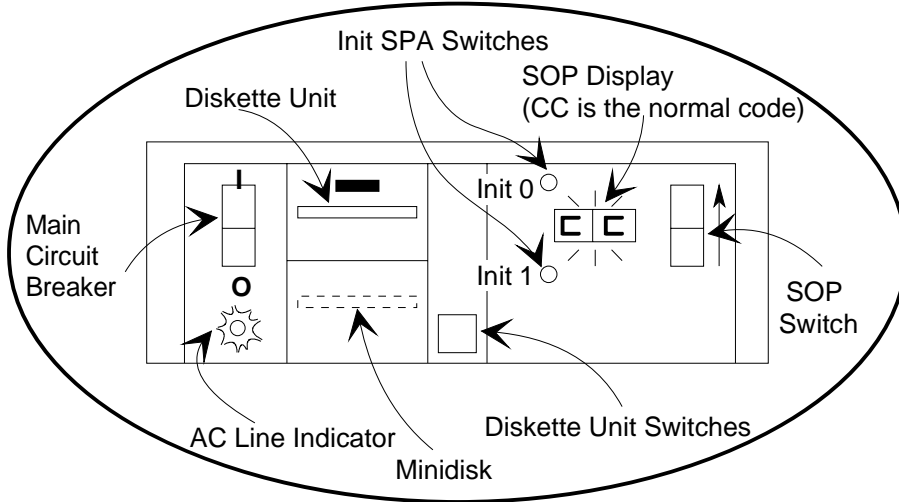 Init SPA Switches
SOP Display
(CC is the normal code)
Diskette Unit
I
Init 0
Main
Circuit
Breaker
C C
Init 1
O
SOP
Switch
AC Line Indicator
Diskette Unit Switches
Minidisk